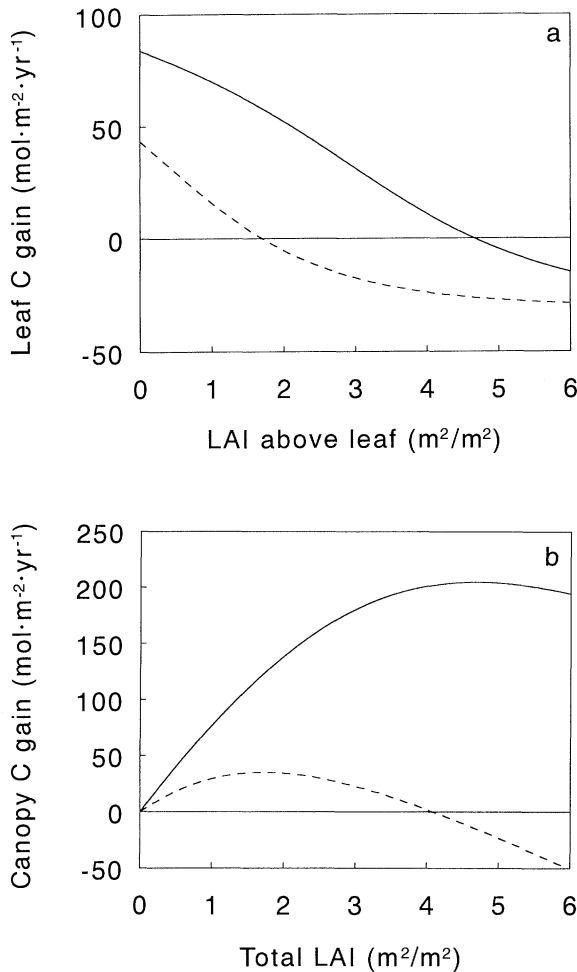 100
a
50
0
-50
Leaf C gain (mol·m⁻²·yr⁻¹)
0 1 2 3 4 5 6
LAI above leaf (m²/m²)
250
b
200
150
100
50
0
-50
Canopy C gain (mol·m⁻²·yr⁻¹)
0 1 2 3 4 5 6
Total LAI (m²/m²)